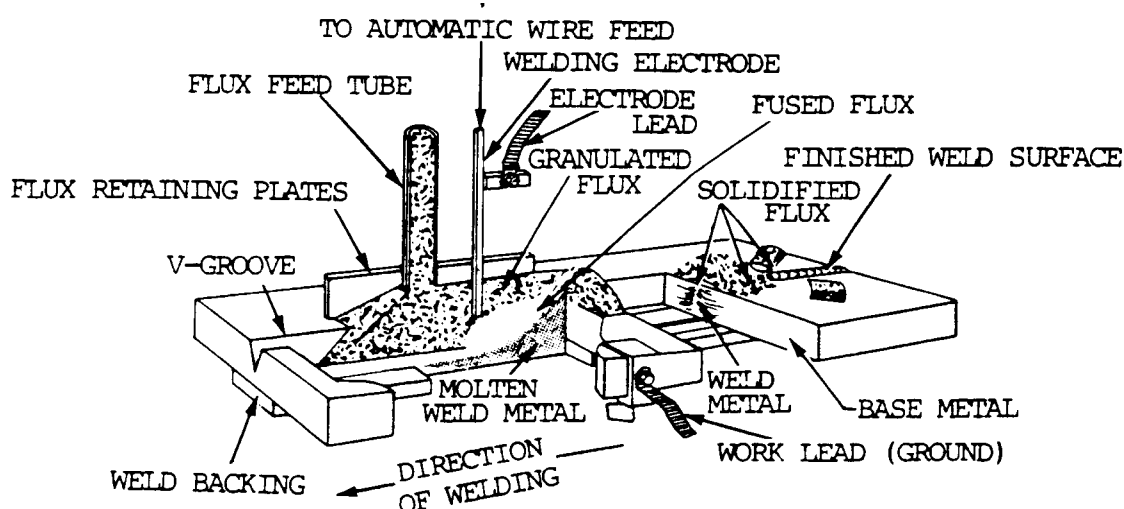 TO AUTOMATIC WIRE FEED
WELDING ELECTRODE
FLUX FEED TUBE
ELECTRODE
LEAD
FUSED FLUX
GRANULATED
FLUX
FINISHED WELD SURFACE
FLUX RETAINING PLATES
SOLIDIFIED
FLUX
V-GROOVE
MOLTEN
WELD METAL
WELD
METAL
BASE METAL
WORK LEAD (GROUND)
WELD BACKING
DIRECTION
OF WELDING